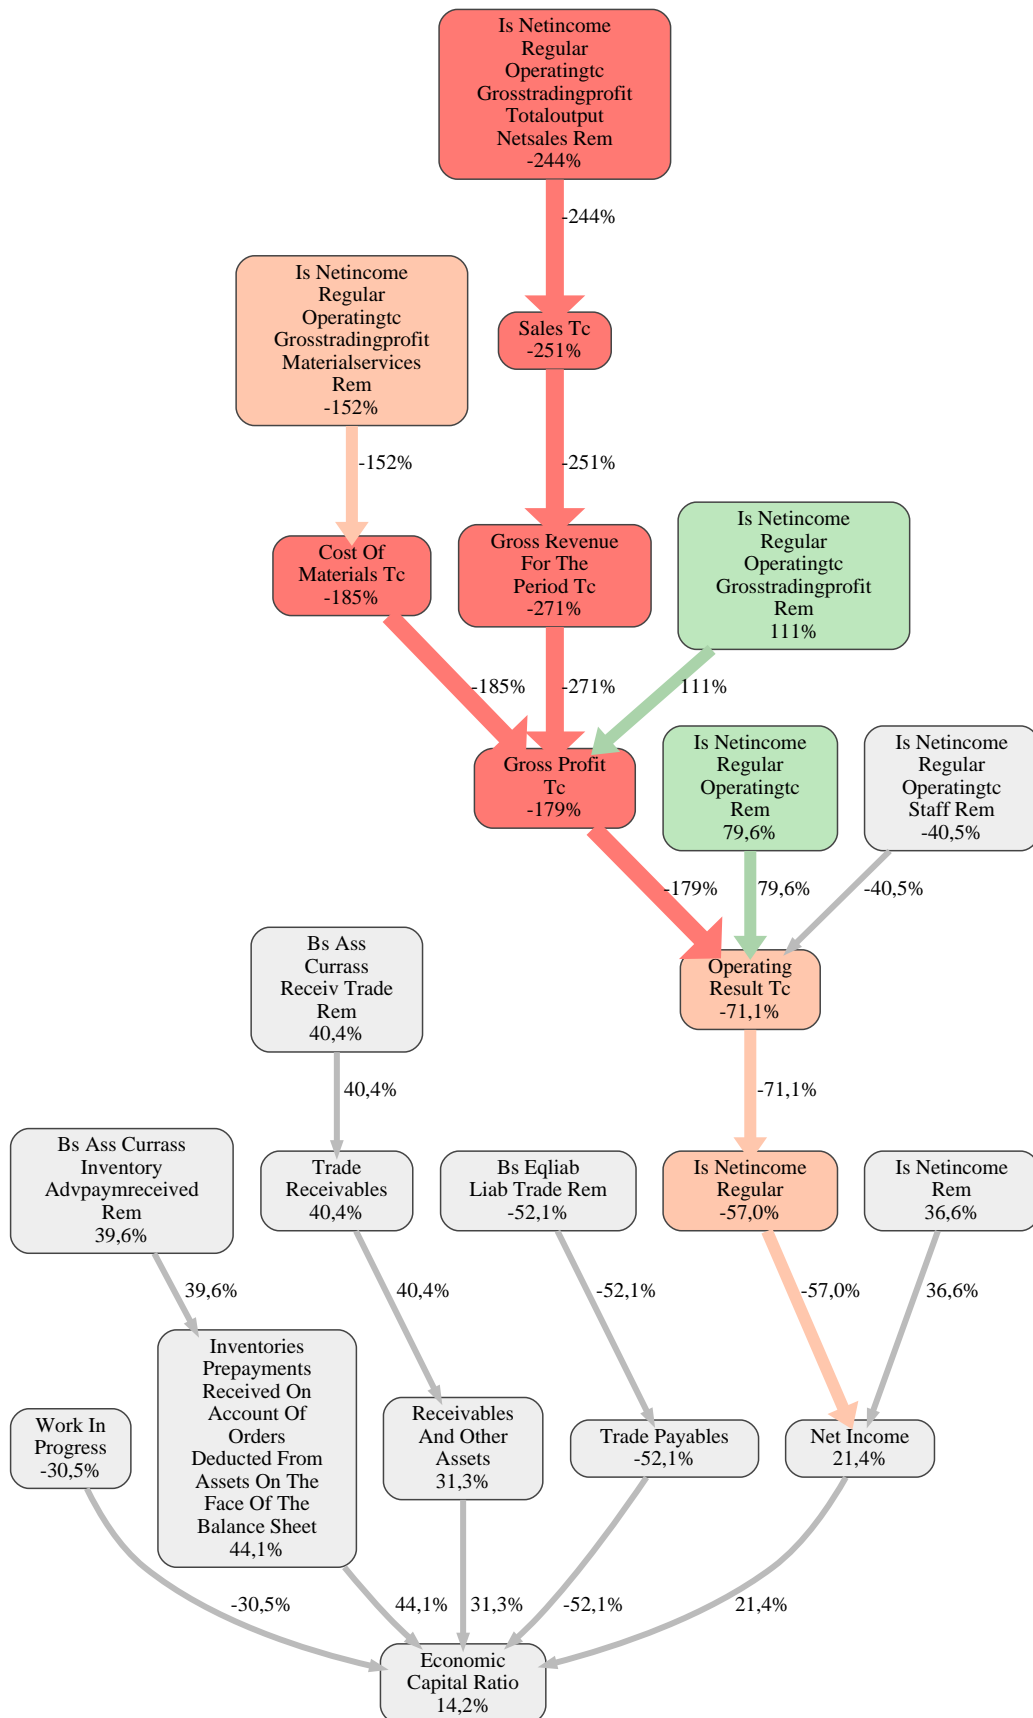 Is Netincome
Regular
Operatingtc
Grosstradingprofit
Totaloutput
Netsales Rem
-244%
-244%
Is Netincome
Regular
Operatingtc
Grosstradingprofit
Materialservices
Rem
-152%
Sales Tc
-251%
-152%
-251%
Is Netincome
Regular
Operatingtc
Grosstradingprofit
Rem
111%
Cost Of
Materials Tc
-185%
Gross Revenue
For The
Period Tc
-271%
-185%
-271%
111%
Gross Profit
Tc
-179%
Is Netincome
Regular
Operatingtc
Rem
79,6%
Is Netincome
Regular
Operatingtc
Staff Rem
-40,5%
-179%
79,6%
-40,5%
Bs Ass
Currass
Receiv Trade
Rem
40,4%
Operating
Result Tc
-71,1%
40,4%
-71,1%
Bs Ass Currass
Inventory
Advpaymreceived
Rem
39,6%
Trade
Receivables
40,4%
Bs Eqliab
Liab Trade Rem
-52,1%
Is Netincome
Regular
-57,0%
Is Netincome
Rem
36,6%
39,6%
40,4%
-52,1%
-57,0%
36,6%
Work In
Progress
-30,5%
Inventories
Prepayments
Received On
Account Of
Orders
Deducted From
Assets On The
Face Of The
Balance Sheet
44,1%
Receivables
And Other
Assets
31,3%
Trade Payables
-52,1%
Net Income
21,4%
-30,5%
44,1%
31,3%
-52,1%
21,4%
Economic
Capital Ratio
14,2%